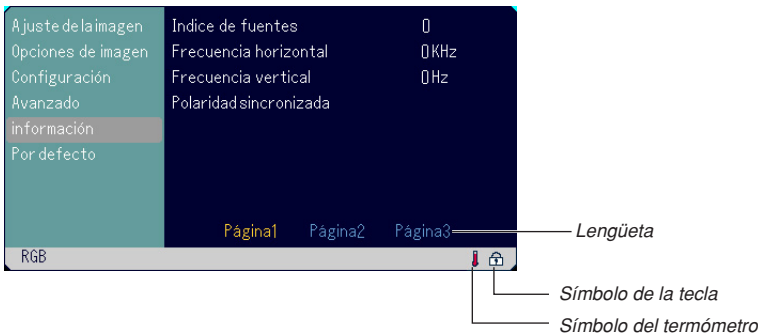 Ajuste de la imagen
Opciones de imagen
Configuración
Avanzado
información
Por defecto
Indice de fuentes 0
Frecuencia horizontal 0 KHz
Frecuencia vertical 0 Hz
Polaridad sincronizada
Página1 Página2 Página3
Lengüeta
RGB
Símbolo de la tecla
Símbolo del termómetro